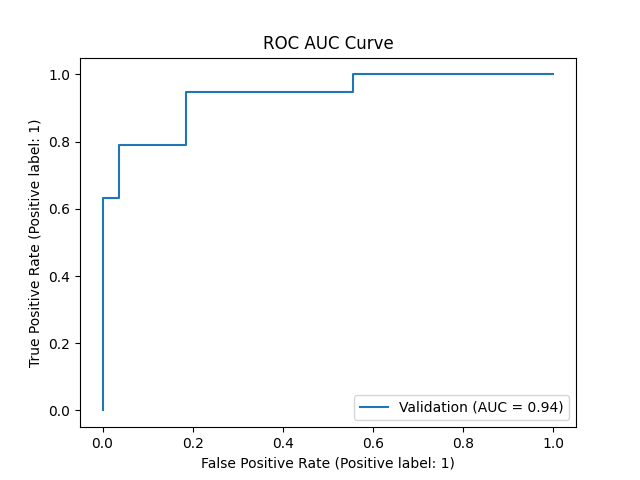 ROC AUC Curve
1.0
0.8
0.6
0.4
0.2
0.0
True Positive Rate (Positive label: 1)
Validation (AUC = 0.94)
0.0 0.2 0.4 0.6 0.8 1.0
False Positive Rate (Positive label: 1)